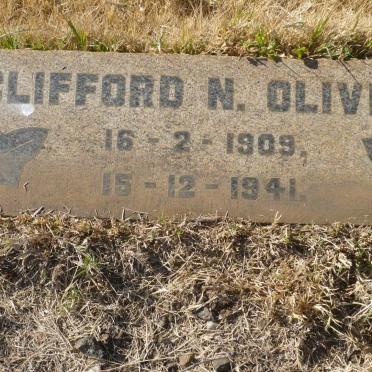 CLIFFORD N. OLIV
16 - 2 - 1909.
15 - 12 - 1941.